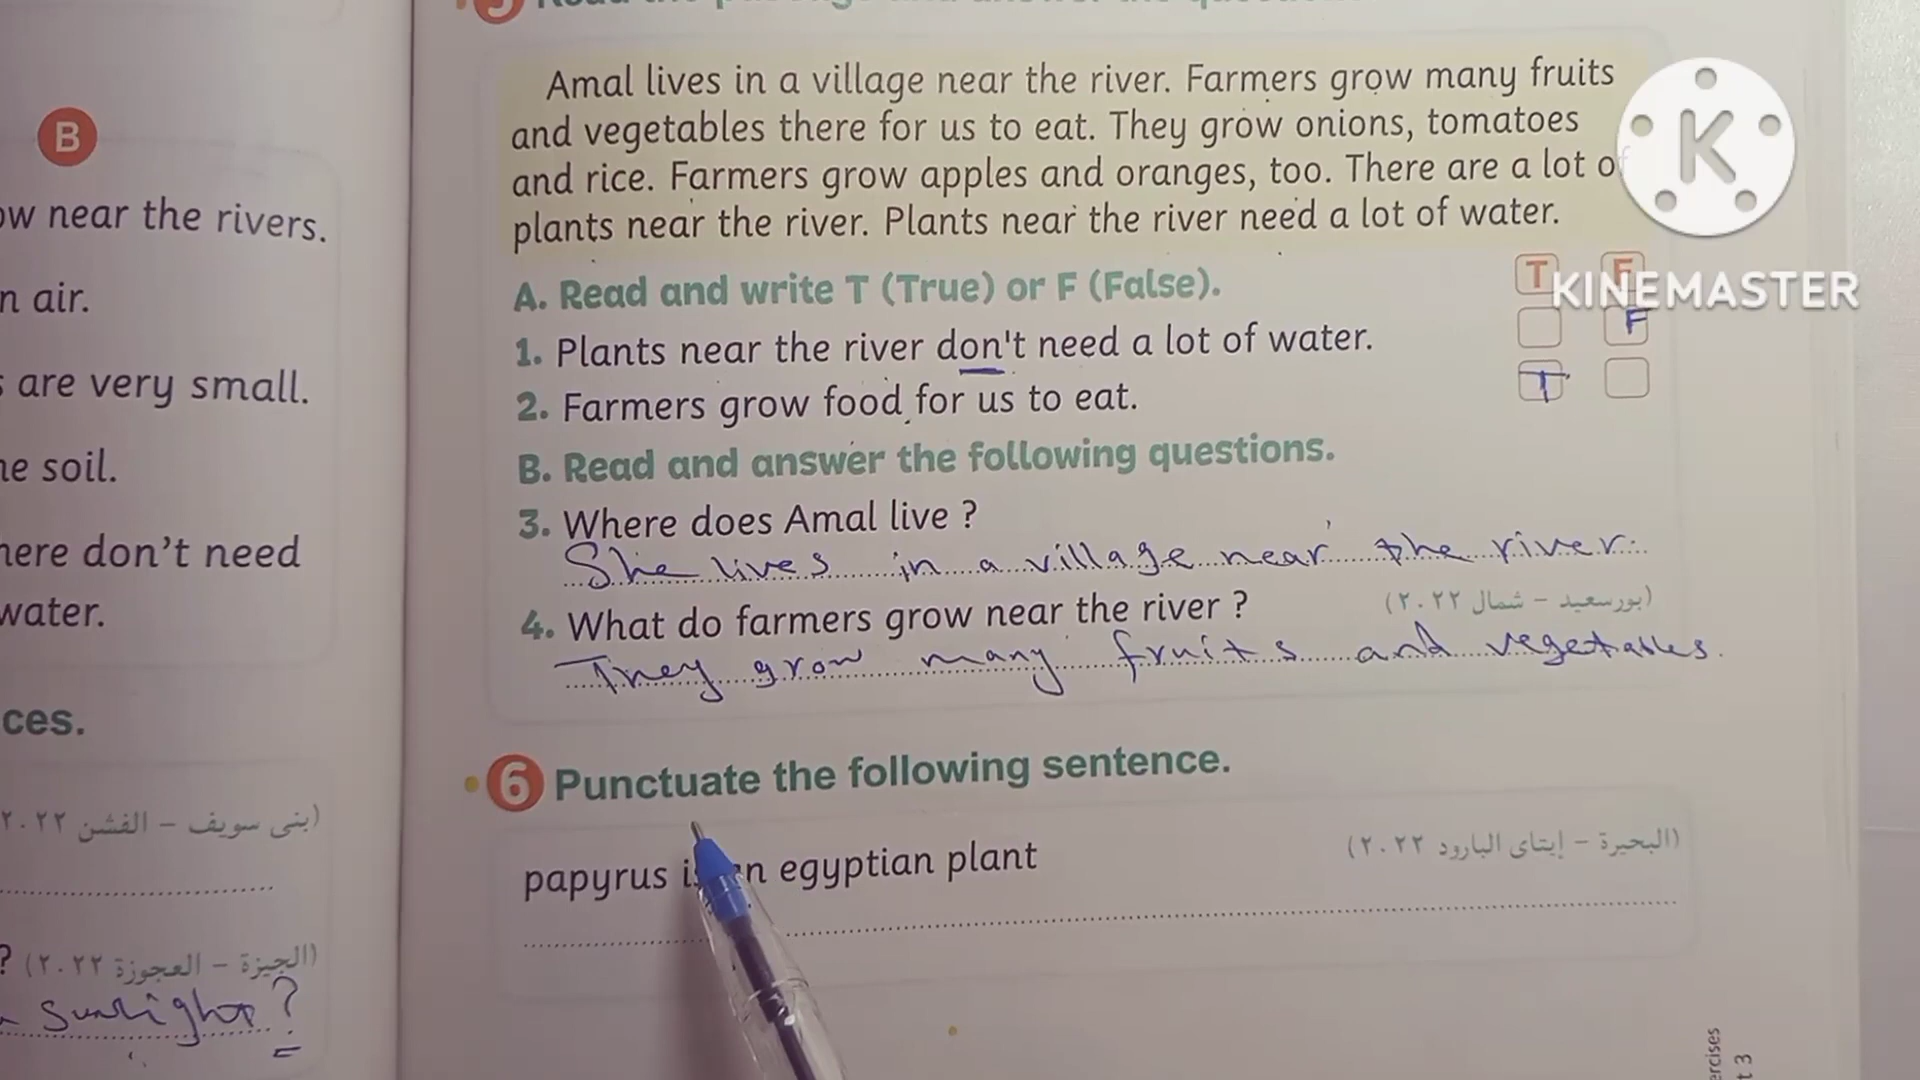 B
near the rivers.
air.
are very small.
soil.
don't need
water.
(بنى سويف - الفشن ٢٠٢٢
? (الجيزة - العجوزة ٢٠٢٢)
sunlight?
5
Amal lives in a village near the river. Farmers grow many fruits
and vegetables there for us to eat. They grow onions, tomatoes
and rice. Farmers grow apples and oranges, too. There are a lot of
plants near the river. Plants near the river need a lot of water.
K
KINEMASTER
A. Read and write T (True) or F (False). T F
1. Plants near the river don't need a lot of water. F
2. Farmers grow food for us to eat. T
B. Read and answer the following questions.
3. Where does Amal live ?
She lives in a village near the river.
4. What do farmers grow near the river ? (بورسعيد - شمال ٢٠٢٢)
They grow many fruits and vegetables.
6 Punctuate the following sentence.
papyrus is an egyptian plant (البحيرة - إيتاى البارود ٢٠٢٢)